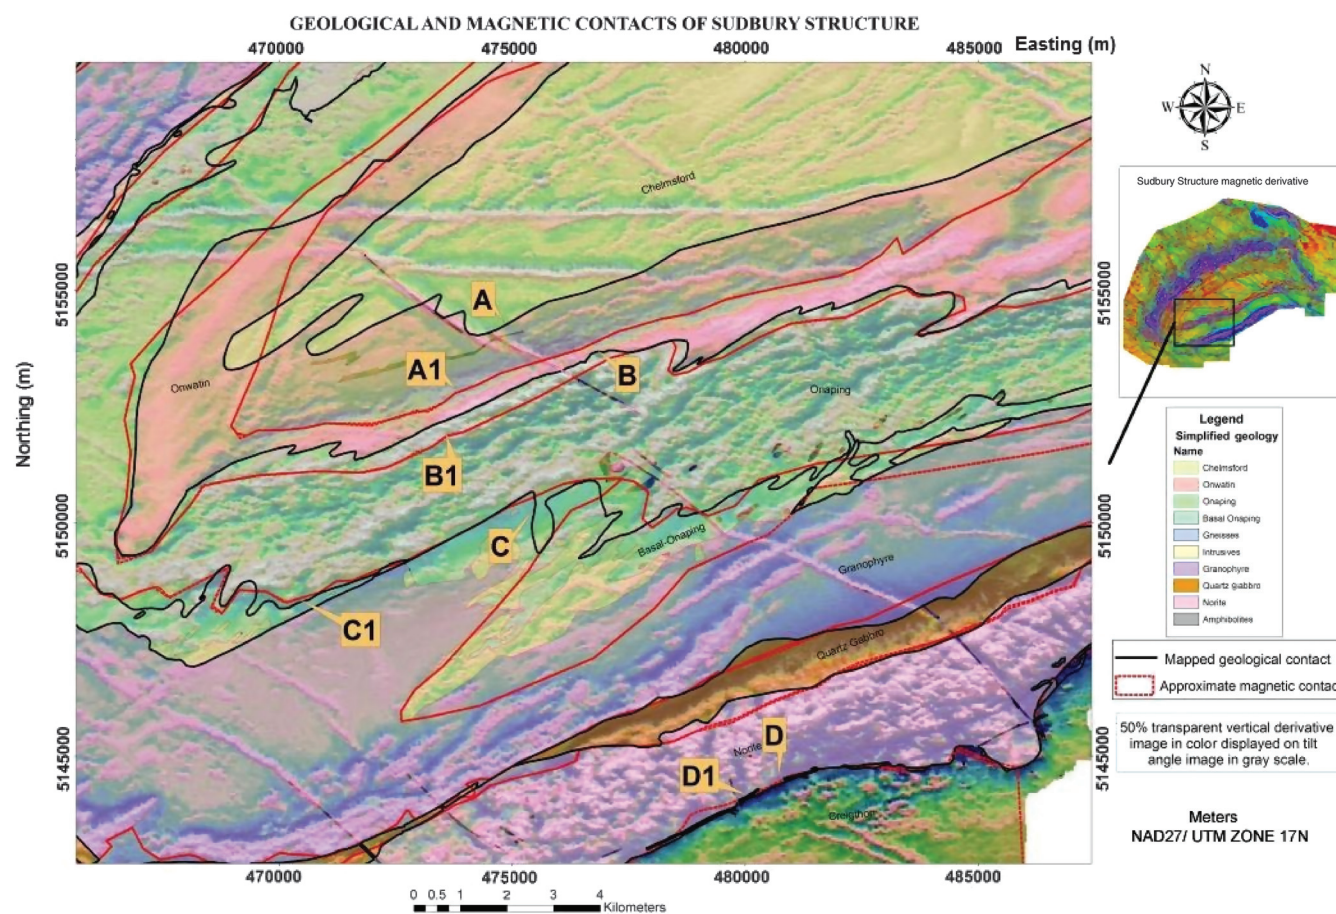 GEOLOGICAL AND MAGNETIC CONTACTS OF SUDBURY STRUCTURE
470000
475000
480000
485000
Easting (m)
N
W
E
S
Sudbury Structure magnetic derivative
Chelmsford
5155000
5155000
A
Onwatin
A1
B
Onaping
Northing (m)
B1
Legend
Simplified geology
Name
Chelmsford
Onwatin
Onaping
Basal Onaping
Gneisses
Intrusives
Granophyre
Quartz giabbro
Norite
Amphibolites
5150000
5150000
C
Basal-Onaping
Granophyre
C1
Quartz Gabbro
Mapped geological contact
Approximate magnetic contac
50% transparent vertical derivative
image in color displayed on tilt
angle image in gray scale.
5145000
5145000
Norite
D
D1
Creigthon
Meters
NAD27/ UTM ZONE 17N
470000
475000
480000
485000
0 0.5 1 2 3 4
Kilometers